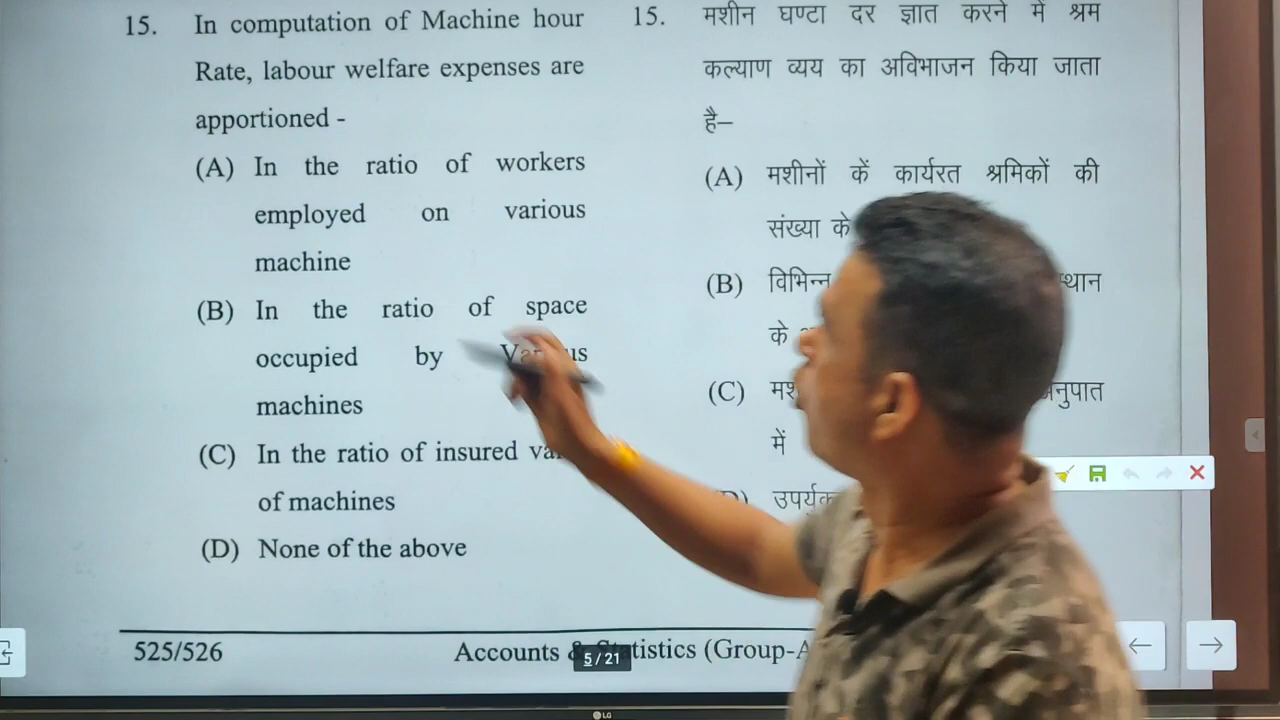 15. In computation of Machine hour
Rate, labour welfare expenses are
apportioned -
(A) In the ratio of workers
employed on various
machine
(B) In the ratio of space
occupied by
machines
(C) In the ratio of insured
of machines
(D) None of the above
15. मशीन घण्टा दर ज्ञात करने में श्रम
कल्याण व्यय का अविभाजन किया जाता
है–
(A) मशीनों कें कार्यरत श्रमिकों की
संख्या के
(B) विभिन्न
के
(C)
में
525/526 Accounts & Statistics (Group-A
5 / 21
LG